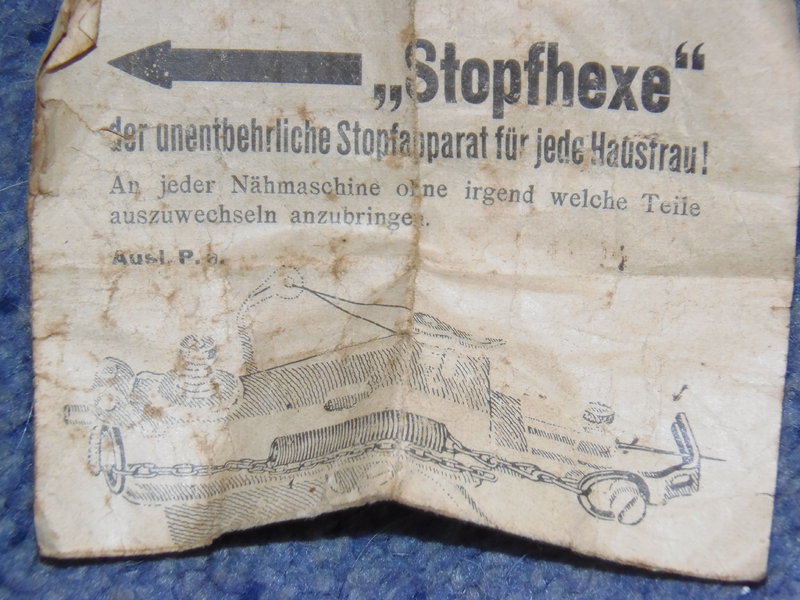 „Stopfhexe“
der unentbehrliche Stopfapparat für jede Hausfrau!
An jeder Nähmaschine ohne irgend welche Teile
auszuwechseln anzubringen.
Ausl. P. a.